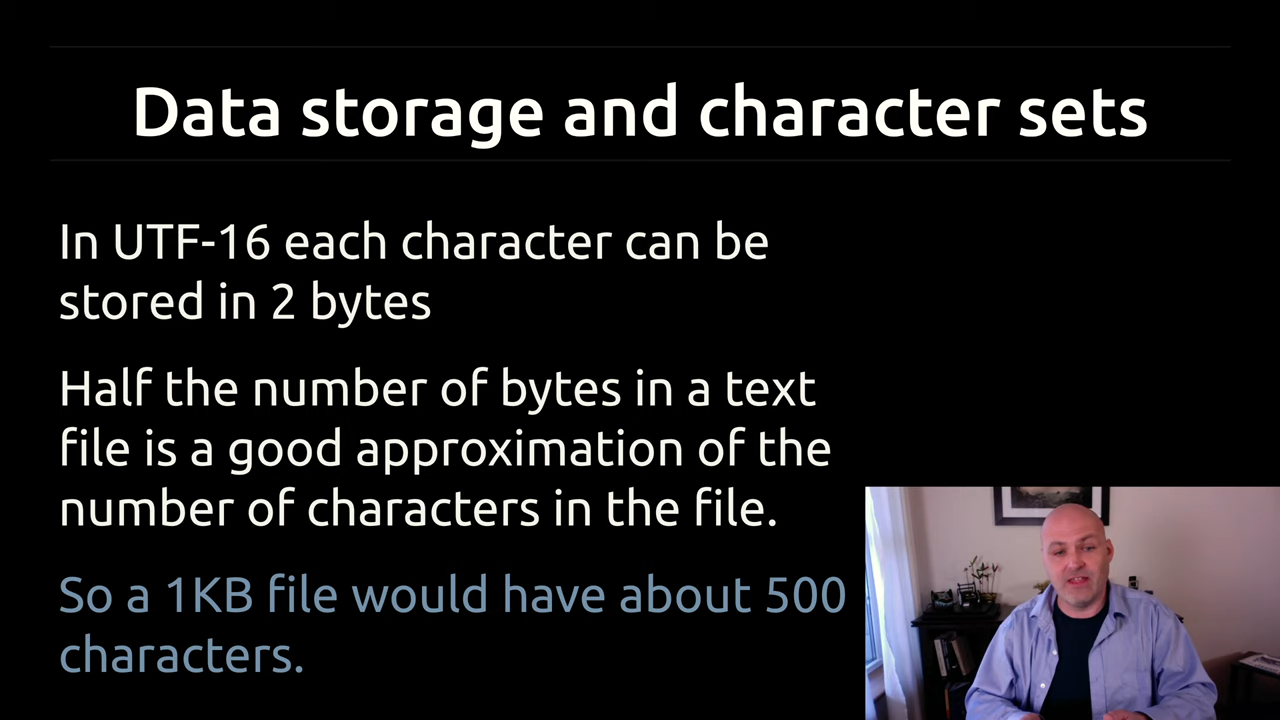 Data storage and character sets
In UTF-16 each character can be
stored in 2 bytes
Half the number of bytes in a text
file is a good approximation of the
number of characters in the file.
So a 1KB file would have about 500
characters.